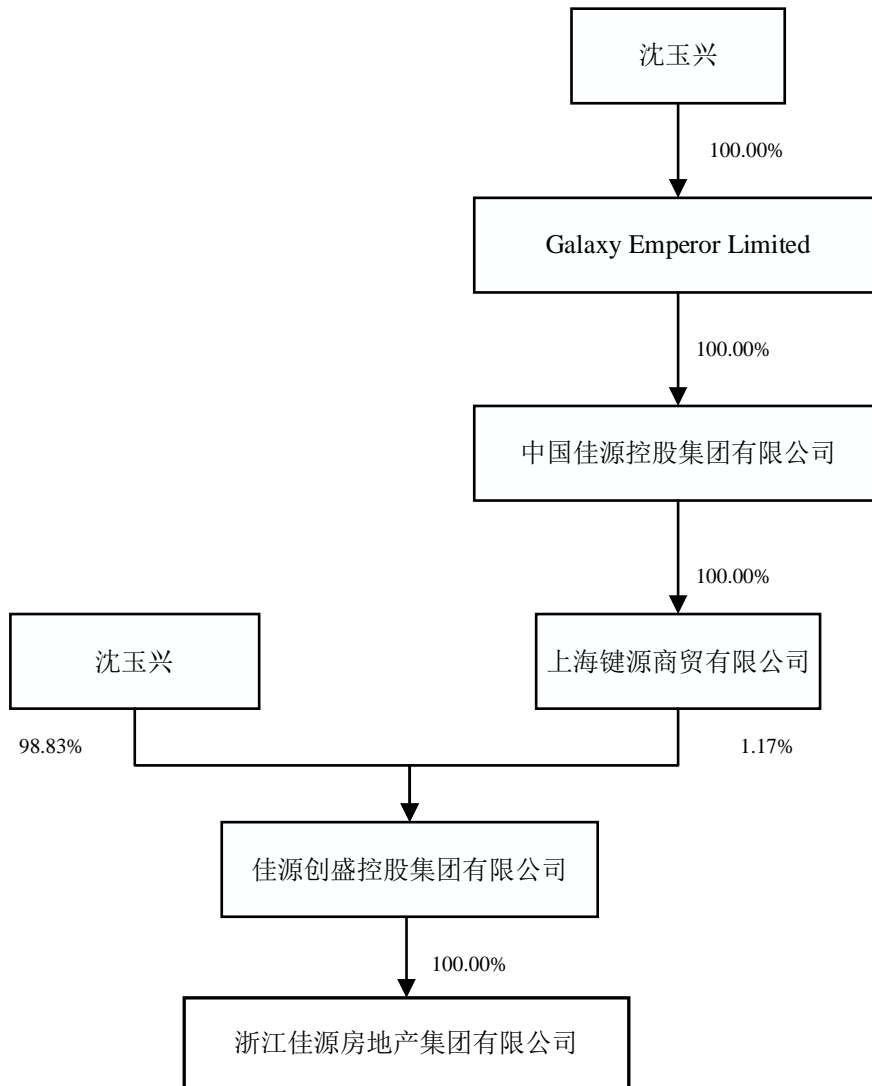 沈玉兴
100.00%
Galaxy Emperor Limited
100.00%
中国佳源控股集团有限公司
100.00%
沈玉兴
上海键源商贸有限公司
98.83%
1.17%
佳源创盛控股集团有限公司
100.00%
浙江佳源房地产集团有限公司